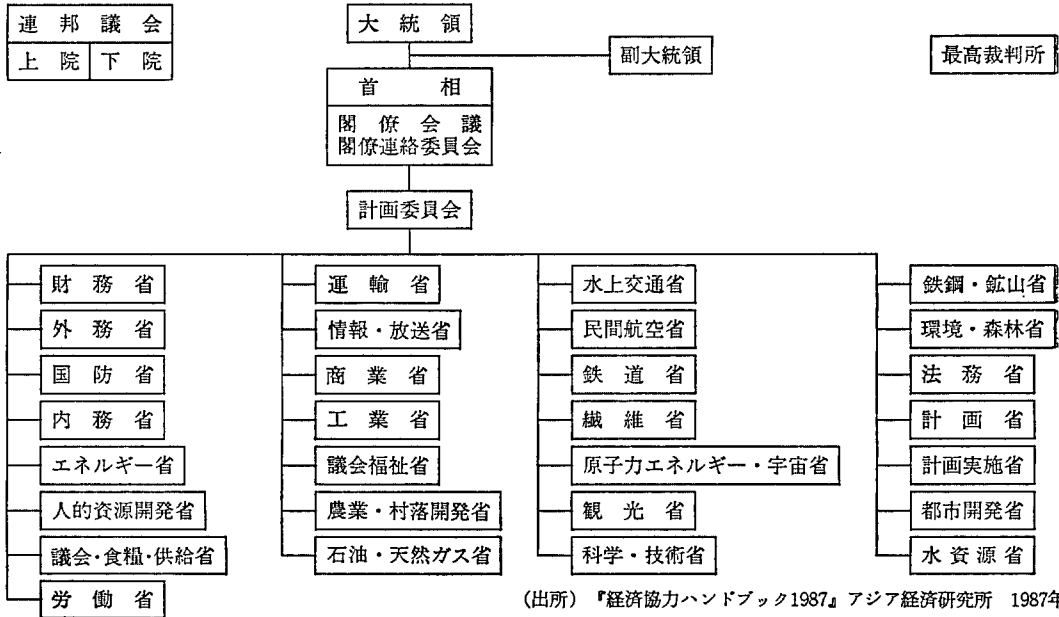 連邦議会
上院 下院
大統領
副大統領
最高裁判所
首相
閣僚会議
閣僚連絡委員会
計画委員会
財務省
外務省
国防省
内務省
エネルギー省
人的資源開発省
議会・食糧・供給省
労働省
運輸省
情報・放送省
商業省
工業省
議会福祉省
農業・村落開発省
石油・天然ガス省
水上交通省
民間航空省
鉄道省
繊維省
原子力エネルギー・宇宙省
観光省
科学・技術省
鉄鋼・鉱山省
環境・森林省
法務省
計画省
計画実施省
都市開発省
水資源省
(出所) 『経済協力ハンドブック1987』アジア経済研究所 1987年